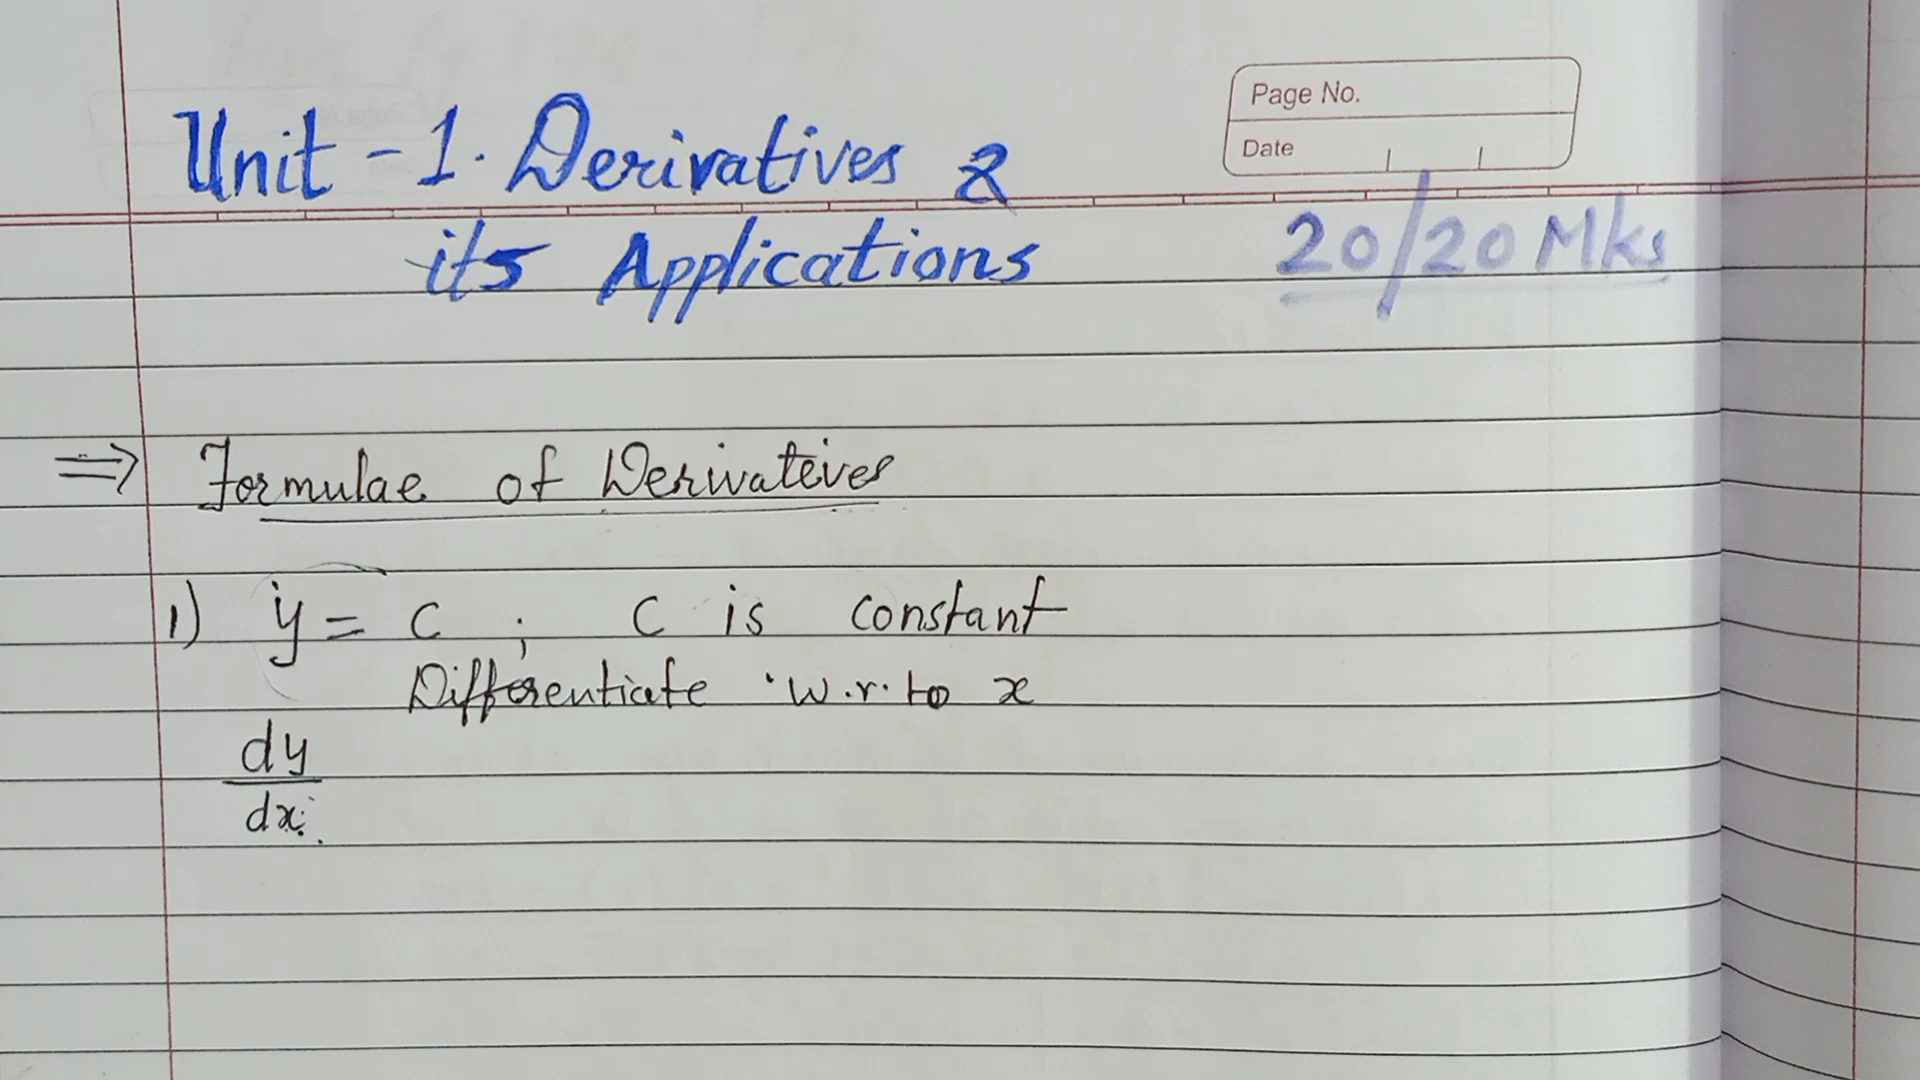 Page No.
Date
Unit - 1. Derivatives &
its Applications
20/20 Mks
⇒ Formulae of Derivatives
1) y = c ; c is constant
Differentiate w.r. to x
dy
dx